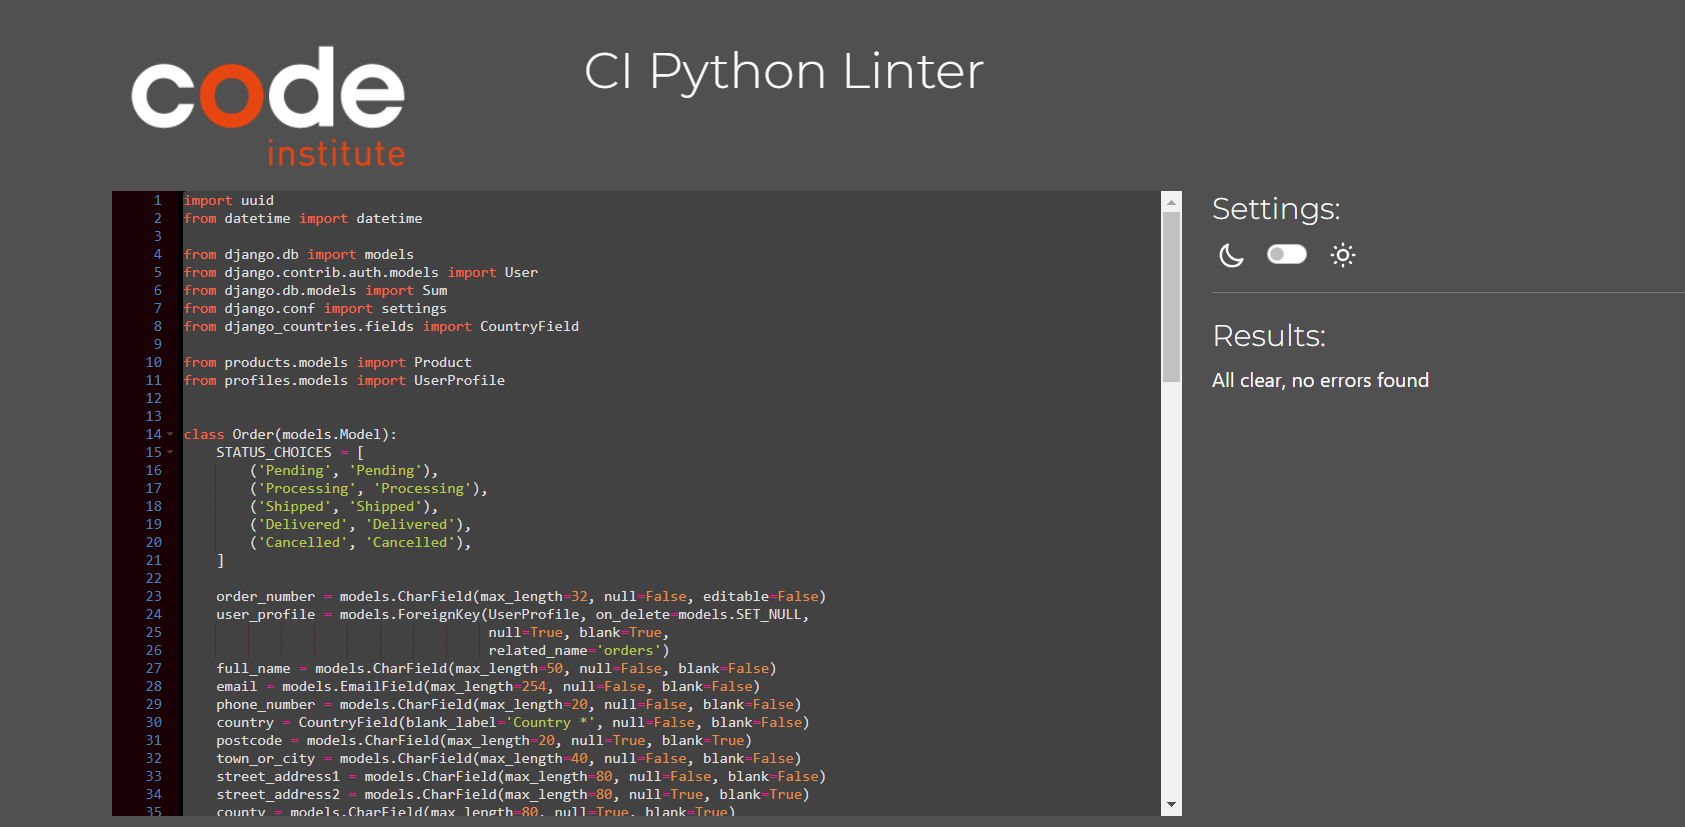 code
institute
CI Python Linter
1 import uuid
2 from datetime import datetime
3
4 from django.db import models
5 from django.contrib.auth.models import User
6 from django.db.models import Sum
7 from django.conf import settings
8 from django_countries.fields import CountryField
9
10 from products.models import Product
11 from profiles.models import UserProfile
12
13
14 class Order(models.Model):
15     STATUS_CHOICES = [
16         ('Pending', 'Pending'),
17         ('Processing', 'Processing'),
18         ('Shipped', 'Shipped'),
19         ('Delivered', 'Delivered'),
20         ('Cancelled', 'Cancelled'),
21     ]
22
23     order_number = models.CharField(max_length=32, null=False, editable=False)
24     user_profile = models.ForeignKey(UserProfile, on_delete=models.SET_NULL,
25                                      null=True, blank=True,
26                                      related_name='orders')
27     full_name = models.CharField(max_length=50, null=False, blank=False)
28     email = models.EmailField(max_length=254, null=False, blank=False)
29     phone_number = models.CharField(max_length=20, null=False, blank=False)
30     country = CountryField(blank_label='Country *', null=False, blank=False)
31     postcode = models.CharField(max_length=20, null=True, blank=True)
32     town_or_city = models.CharField(max_length=40, null=False, blank=False)
33     street_address1 = models.CharField(max_length=80, null=False, blank=False)
34     street_address2 = models.CharField(max_length=80, null=True, blank=True)
35     county = models.CharField(max_length=80, null=True, blank=True)
Settings:
Results:
All clear, no errors found